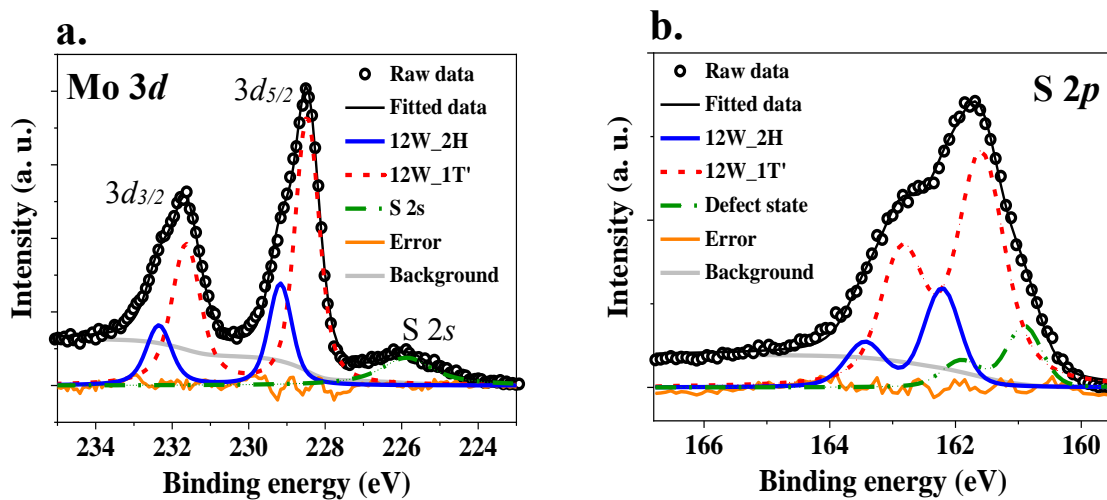 a.
Mo 3d
3d5/2
3d3/2
Raw data
Fitted data
12W_2H
12W_1T'
S 2s
Error
Background
S 2s
Intensity (a. u.)
234 232 230 228 226 224
Binding energy (eV)
b.
S 2p
Raw data
Fitted data
12W_2H
12W_1T'
Defect state
Error
Background
Intensity (a. u.)
166 164 162 160
Binding energy (eV)